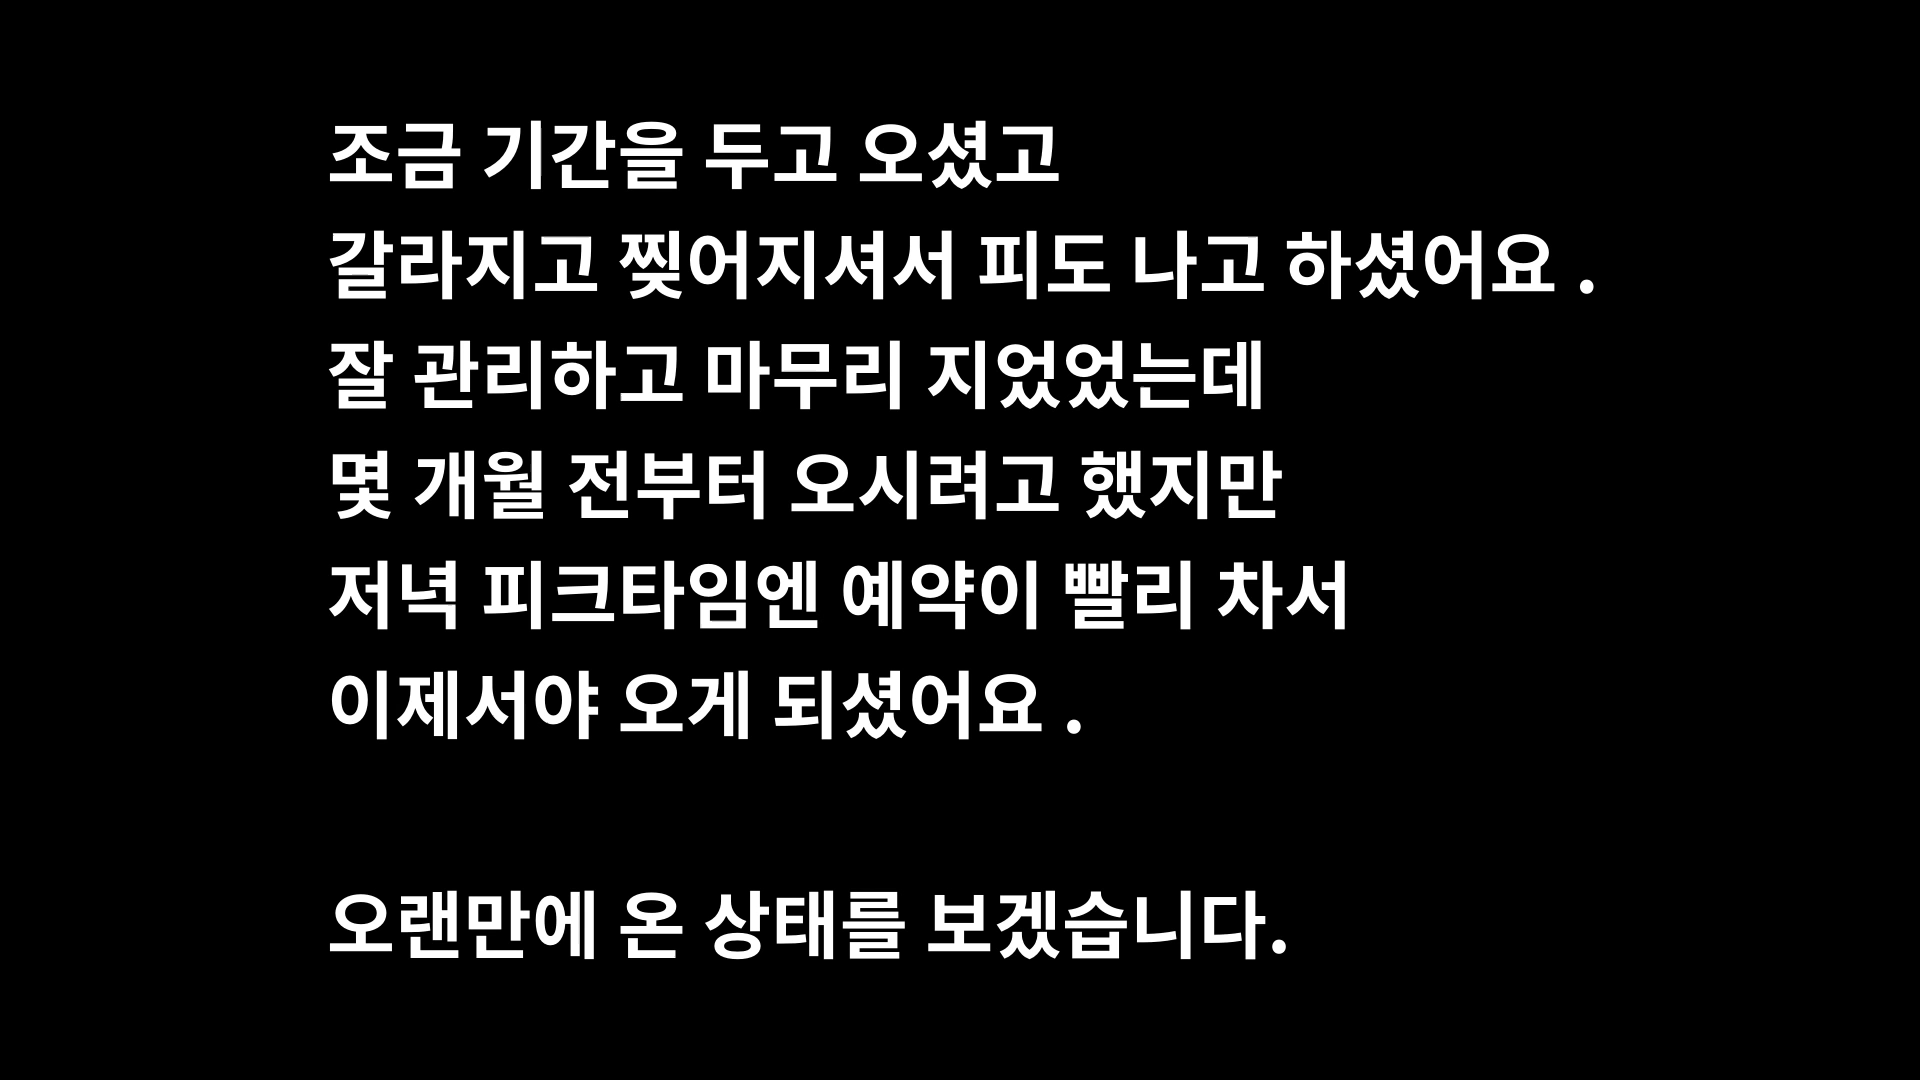 조금 기간을 두고 오셨고
갈라지고 찢어지셔서 피도 나고 하셨어요 .
잘 관리하고 마무리 지었었는데
몇 개월 전부터 오시려고 했지만
저녁 피크타임엔 예약이 빨리 차서
이제서야 오게 되셨어요 .
오랜만에 온 상태를 보겠습니다.